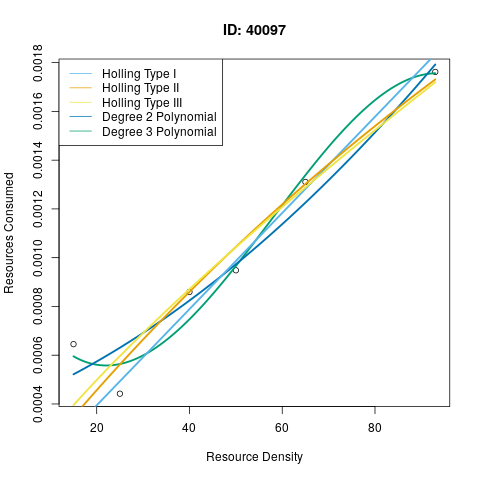 ID: 40097
Holling Type I
Holling Type II
Holling Type III
Degree 2 Polynomial
Degree 3 Polynomial
Resources Consumed
0.0018
0.0016
0.0014
0.0012
0.0010
0.0008
0.0006
0.0004
20 40 60 80
Resource Density